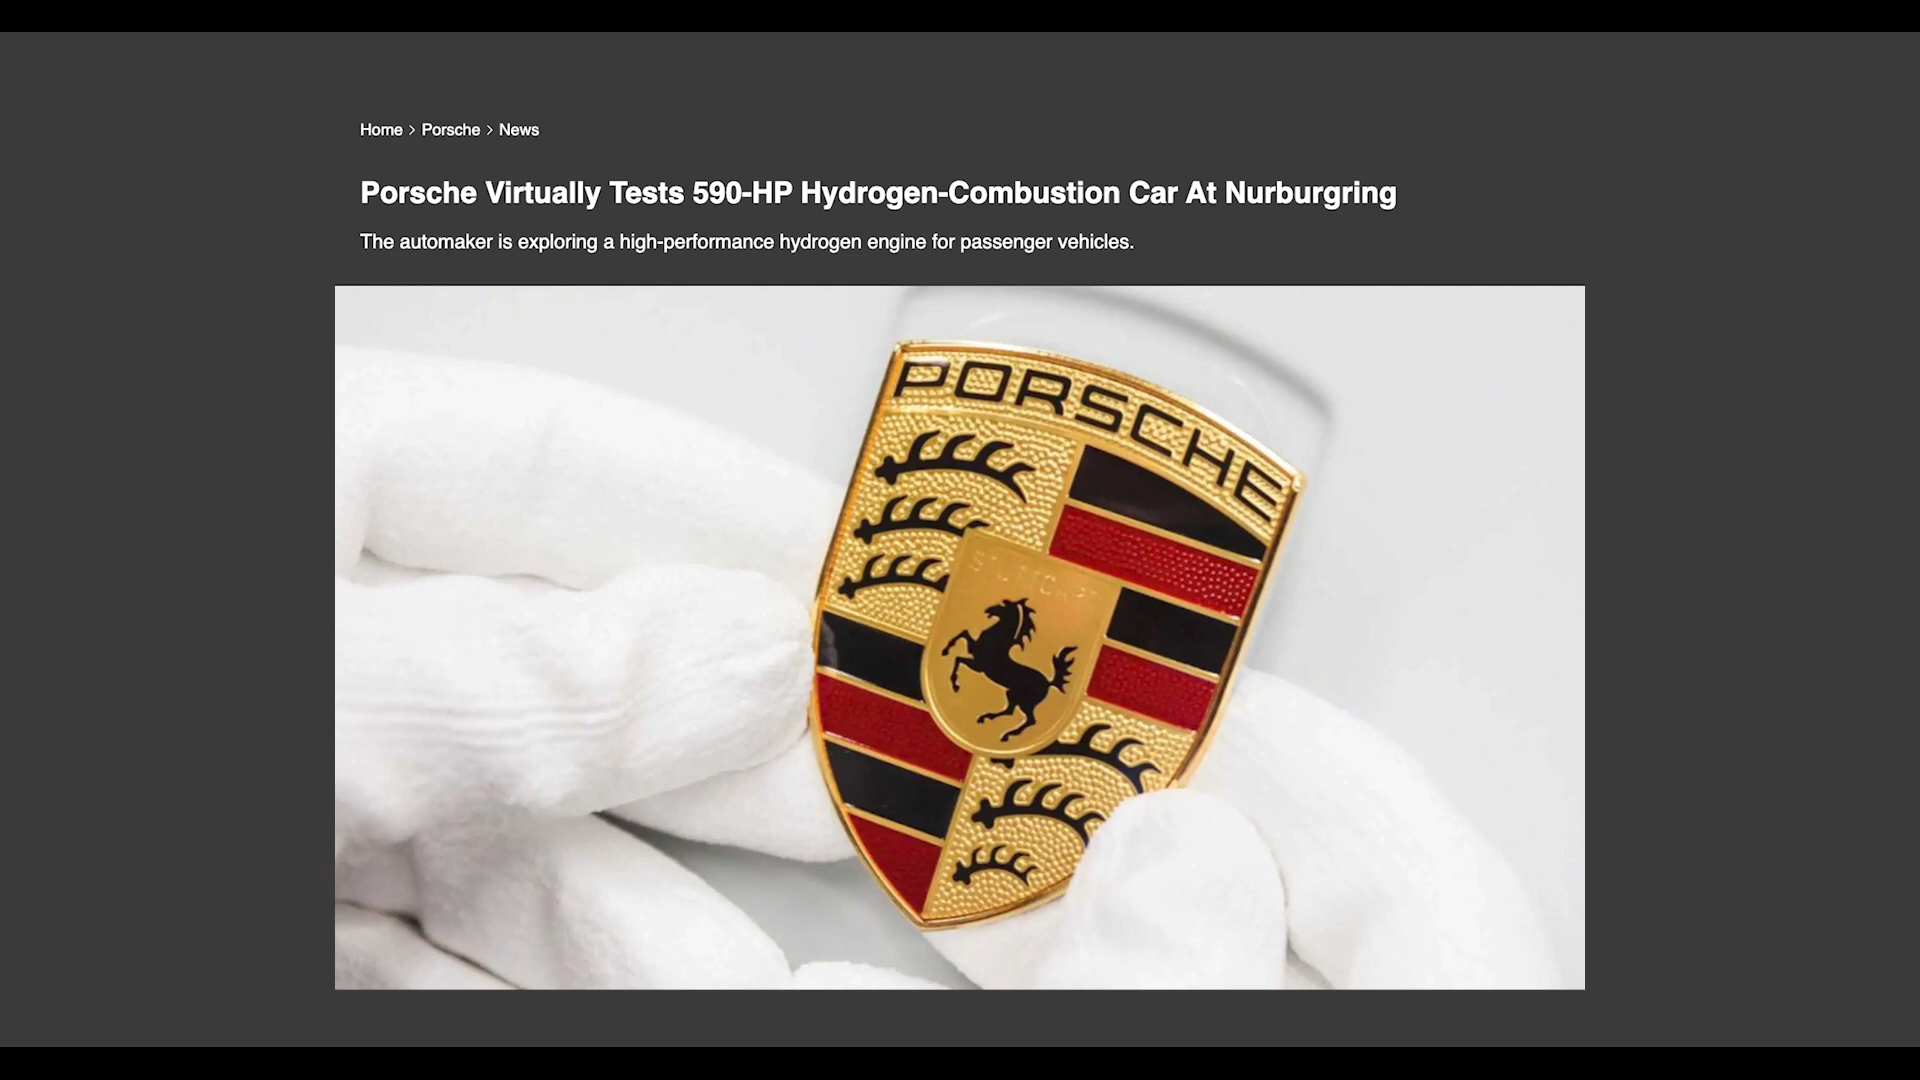 Home > Porsche > News
Porsche Virtually Tests 590-HP Hydrogen-Combustion Car At Nurburgring
The automaker is exploring a high-performance hydrogen engine for passenger vehicles.
PORSCHE
STUTTGART